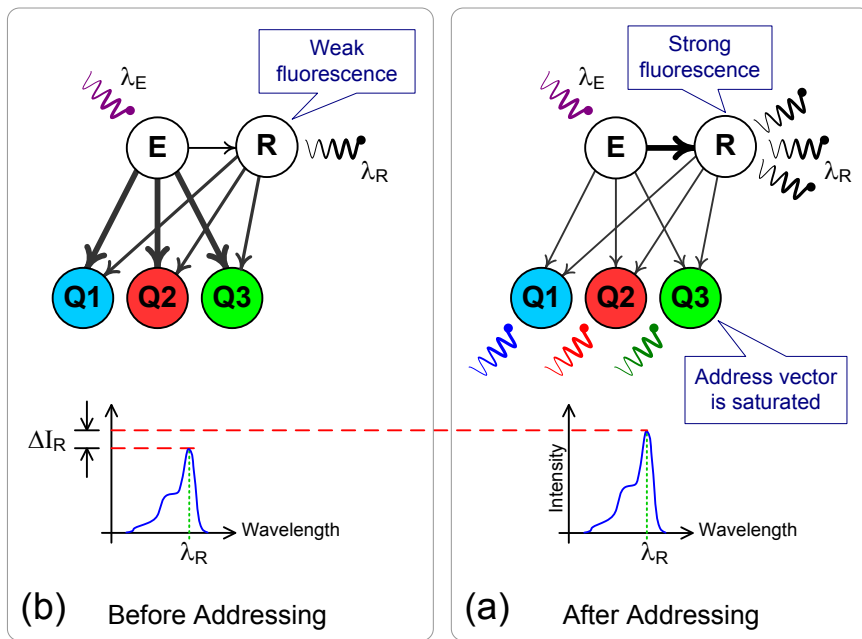 Weak
fluorescence
λE
E
R
λR
Q1
Q2
Q3
ΔIR
Wavelength
λR
(b)
Before Addressing
Strong
fluorescence
λE
E
R
λR
Q1
Q2
Q3
Address vector
is saturated
Intensity
Wavelength
λR
(a)
After Addressing